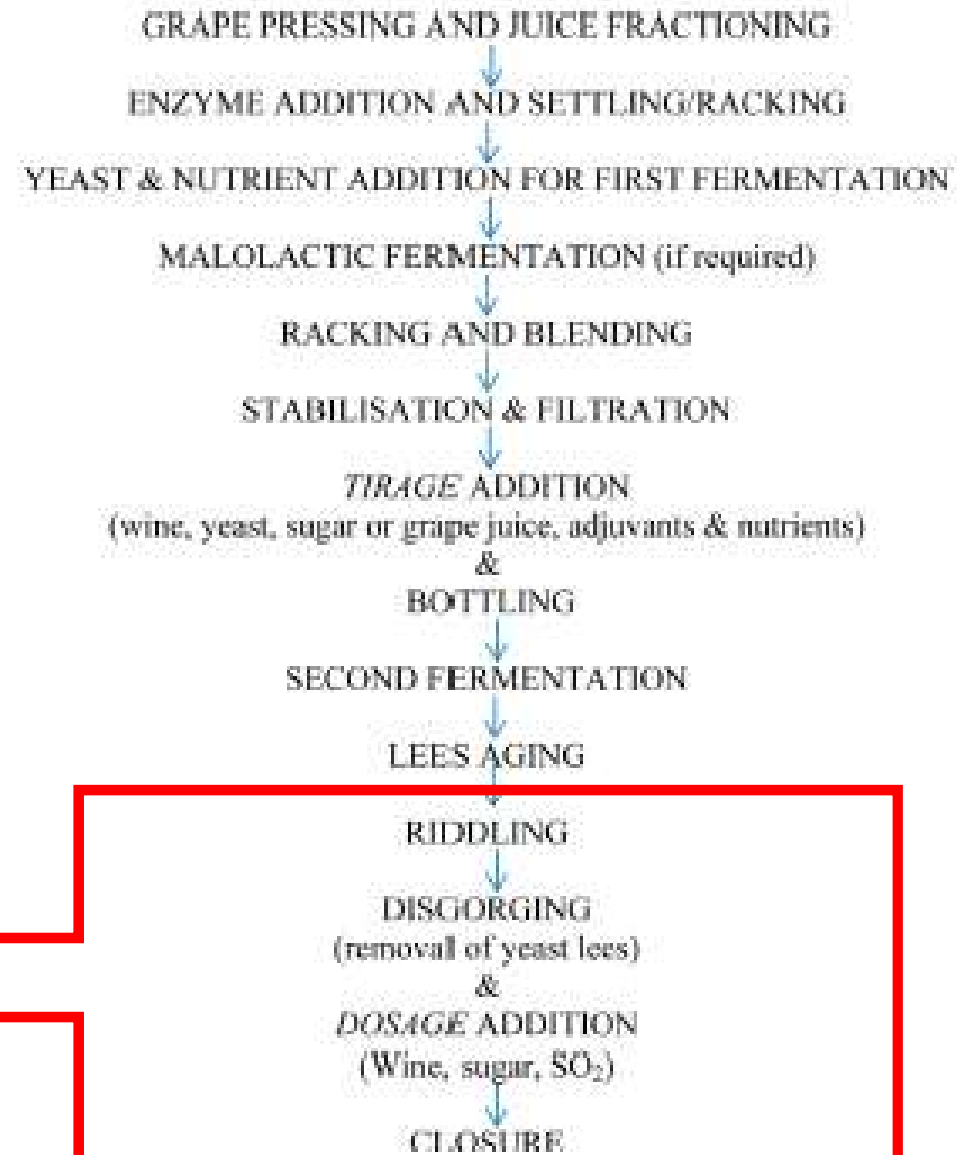 GRAPE PRESSING AND JUICE FRACTIONING
ENZYME ADDITION AND SETTLING/RACKING
YEAST & NUTRIENT ADDITION FOR FIRST FERMENTATION
MALOLACTIC FERMENTATION (if required)
RACKING AND BLENDING
STABILISATION & FILTRATION
TIRAGE ADDITION
(wine, yeast, sugar or grape juice, adjuvants & nutrients)
&
BOTTLING
SECOND FERMENTATION
LEES AGING
RIDDLING
DISGORGING
(removal of yeast lees)
&
DOSAGE ADDITION
(Wine, sugar, SO₂)
CLOSURE